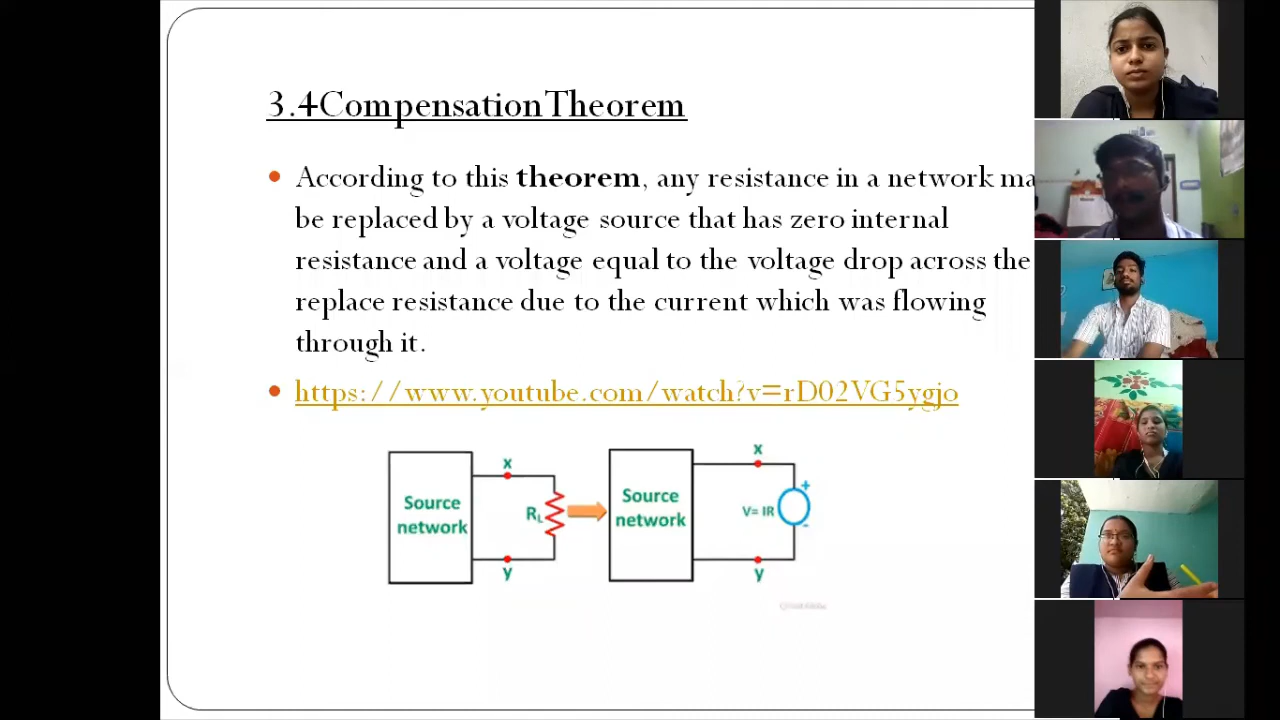 3.4CompensationTheorem
According to this theorem, any resistance in a network ma
be replaced by a voltage source that has zero internal
resistance and a voltage equal to the voltage drop across the
replace resistance due to the current which was flowing
through it.
https://www.youtube.com/watch?v=rD02VG5ygjo
x
Source
network
RL
y
x
Source
network
V= IR
+
-
y